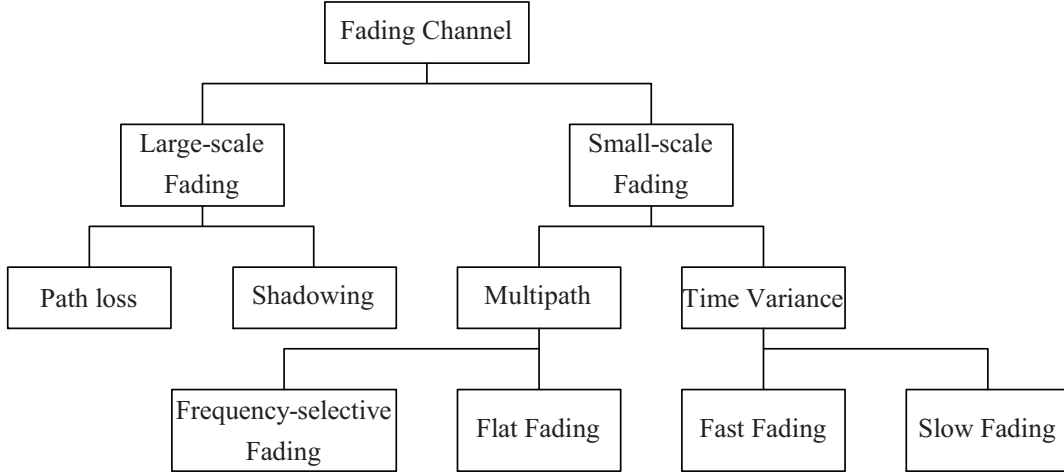 Fading Channel
Large-scale
Fading
Small-scale
Fading
Path loss
Shadowing
Multipath
Time Variance
Frequency-selective
Fading
Flat Fading
Fast Fading
Slow Fading